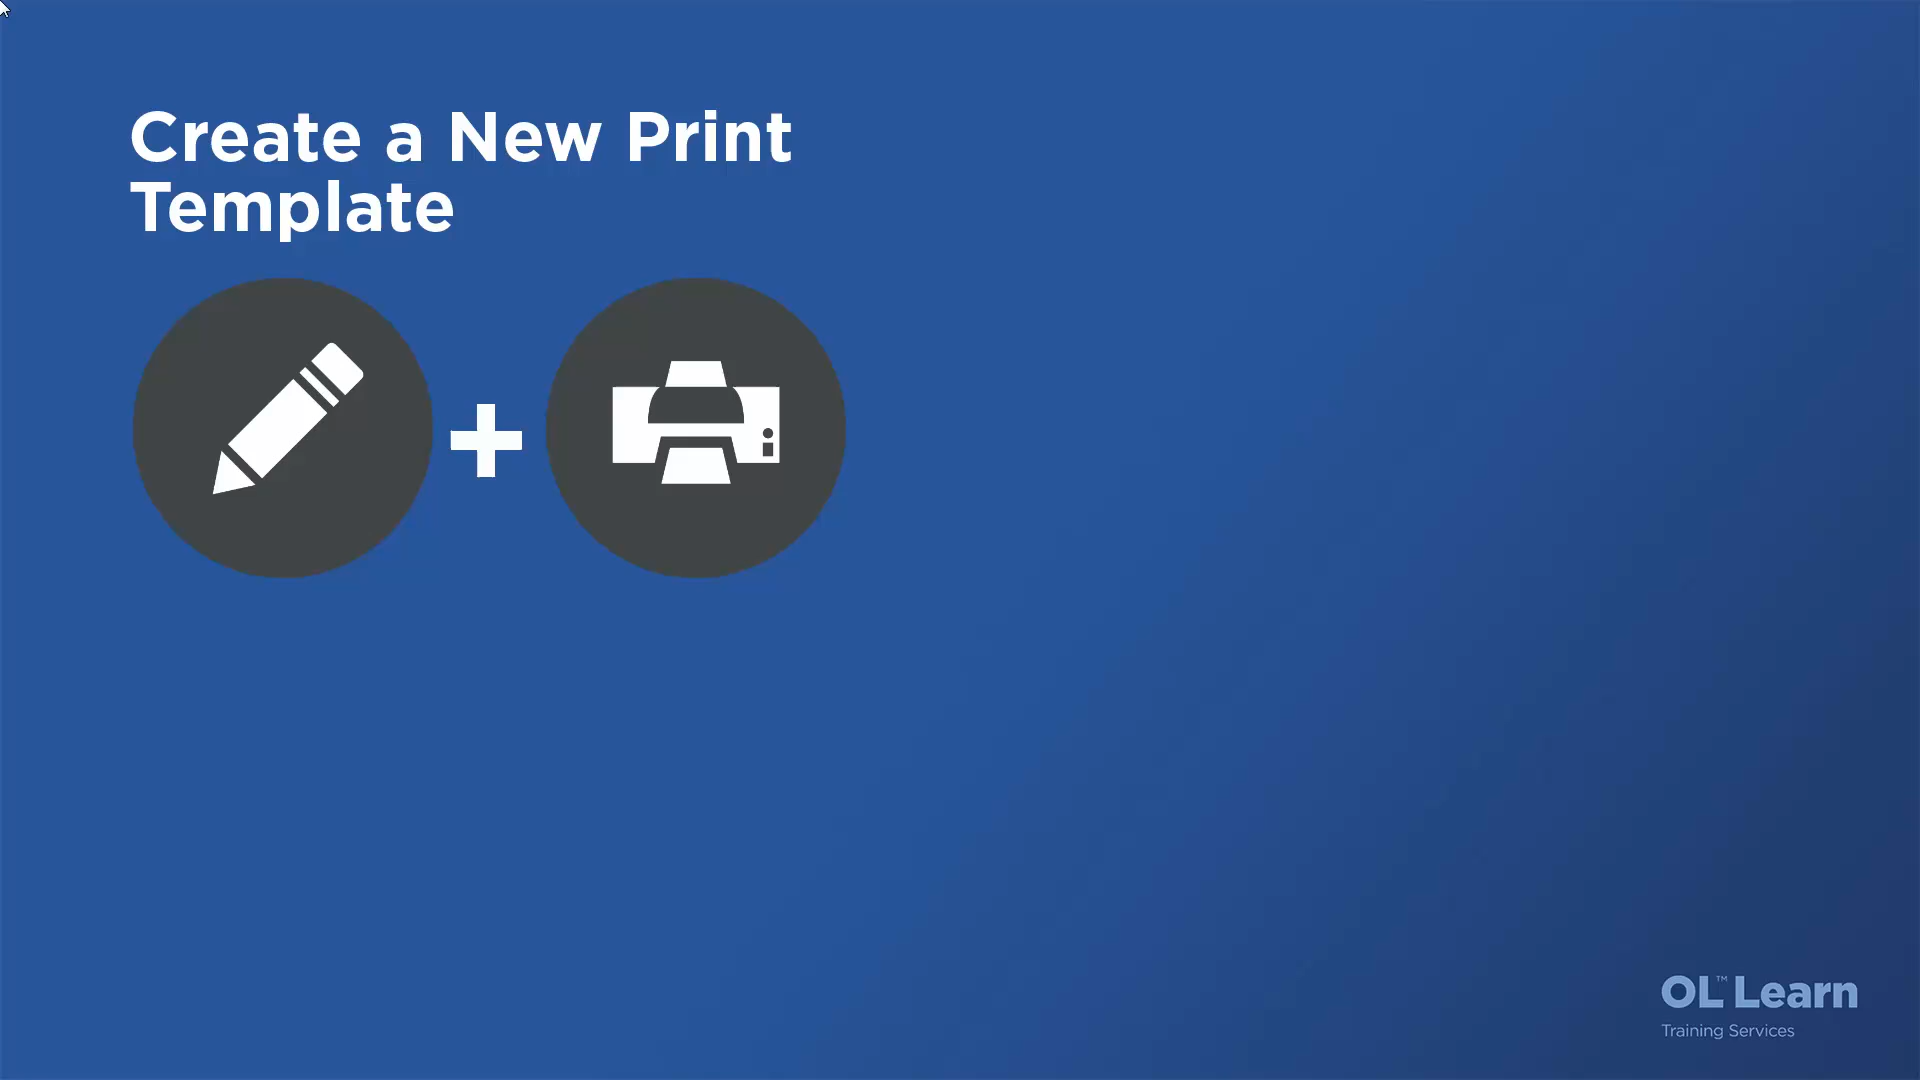 Create a New Print
Template
OL™ Learn
Training Services